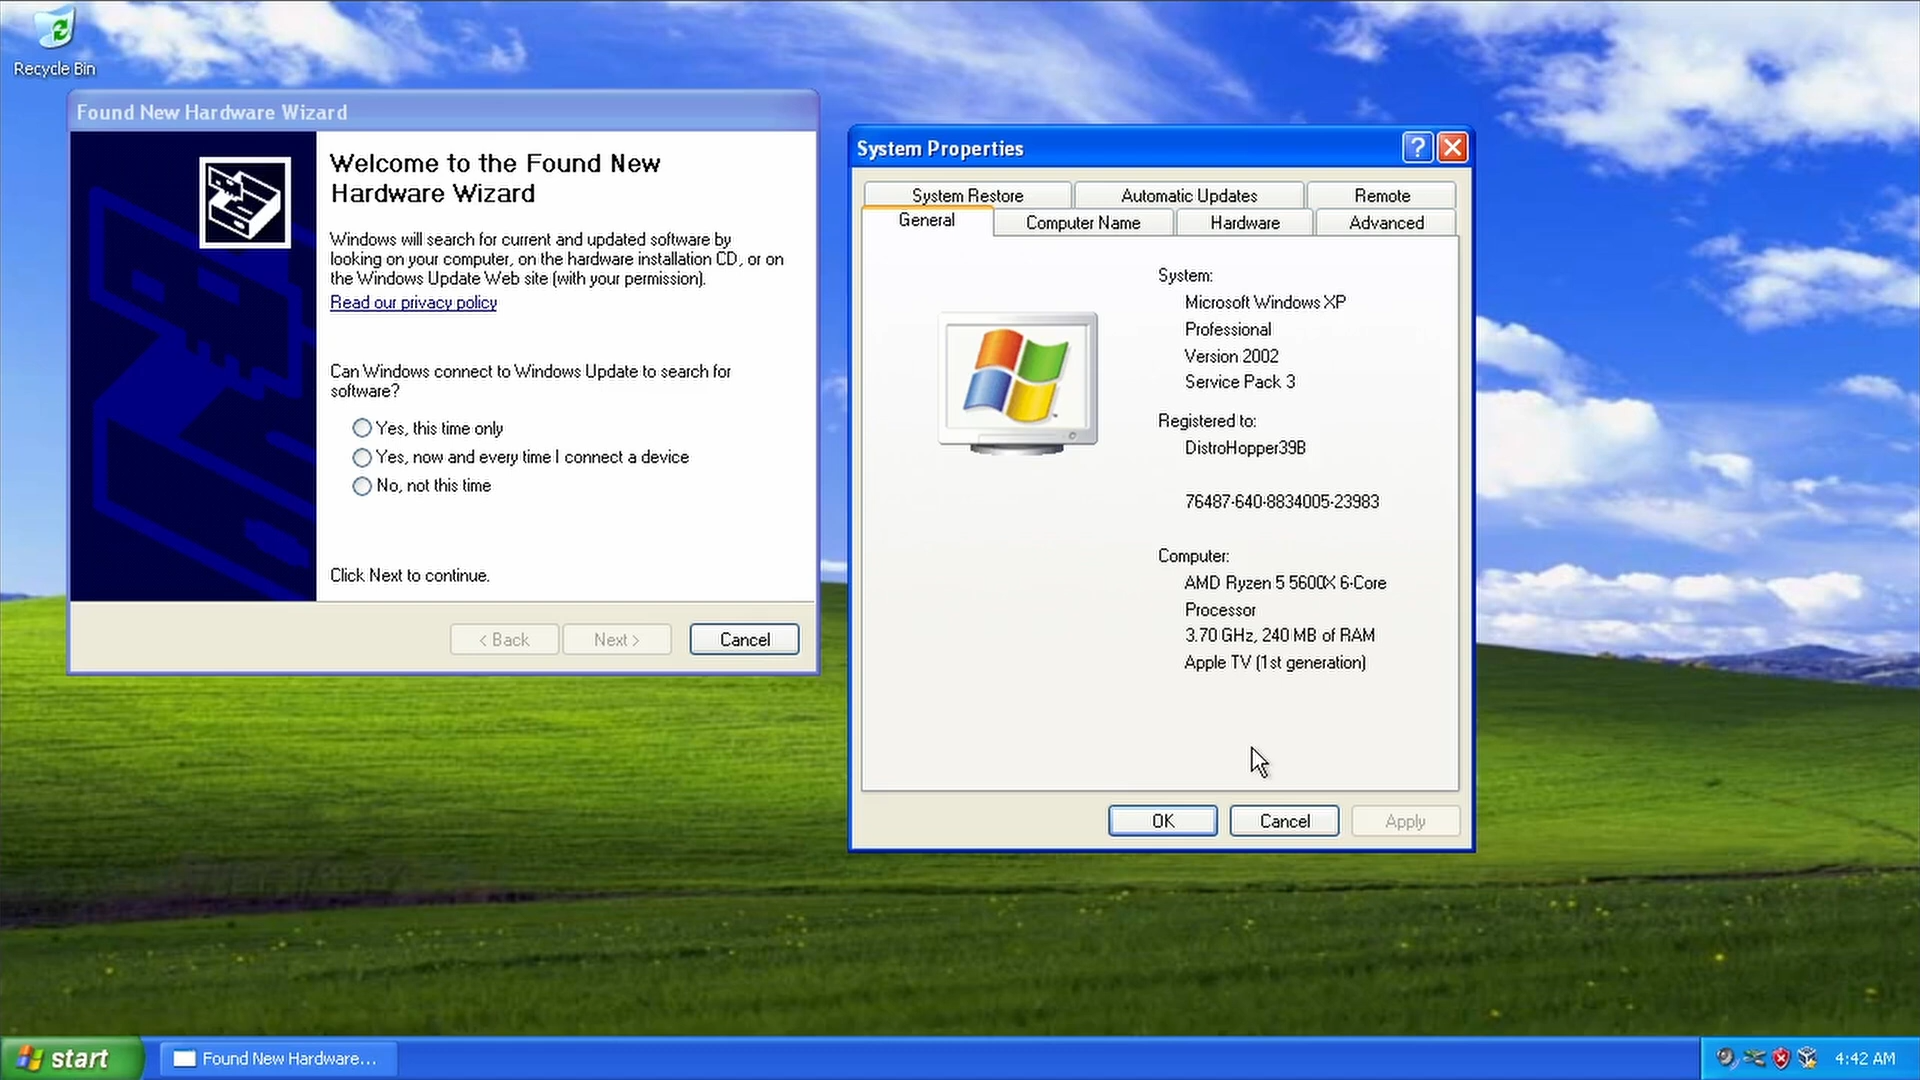 Recycle Bin
Found New Hardware Wizard
Welcome to the Found New
Hardware Wizard
Windows will search for current and updated software by
looking on your computer, on the hardware installation CD, or on
the Windows Update Web site (with your permission).
Read our privacy policy
Can Windows connect to Windows Update to search for
software?
Yes, this time only
Yes, now and every time I connect a device
No, not this time
Click Next to continue.
< Back
Next >
Cancel
System Properties
System Restore
Automatic Updates
Remote
General
Computer Name
Hardware
Advanced
System:
Microsoft Windows XP
Professional
Version 2002
Service Pack 3
Registered to:
DistroHopper39B
76487-640-8834005-23983
Computer:
AMD Ryzen 5 5600X 6-Core
Processor
3.70 GHz, 240 MB of RAM
Apple TV (1st generation)
OK
Cancel
Apply
start
Found New Hardware...
4:42 AM